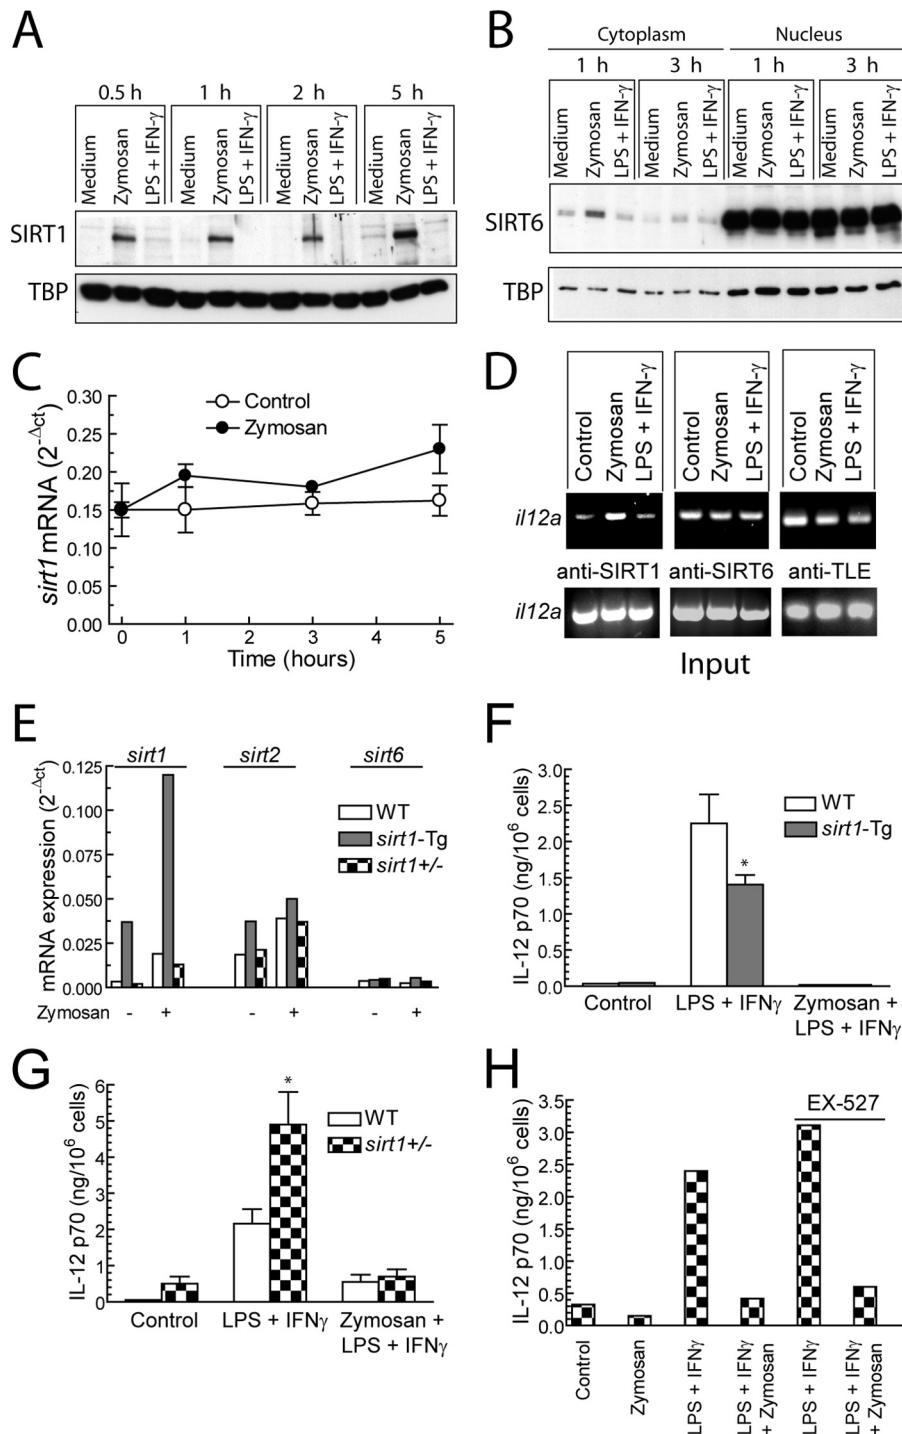 A
0.5 h 1 h 2 h 5 h
Medium Zymosan LPS + IFN-γ Medium Zymosan LPS + IFN-γ Medium Zymosan LPS + IFN-γ Medium Zymosan LPS + IFN-γ
SIRT1
TBP
B
Cytoplasm Nucleus
1 h 3 h 1 h 3 h
Medium Zymosan LPS + IFN-γ Medium Zymosan LPS + IFN-γ Medium Zymosan LPS + IFN-γ Medium Zymosan LPS + IFN-γ
SIRT6
TBP
C
sirt1 mRNA (2^-Δct)
0.30
0.25
0.20
0.15
0.10
0.05
0.00
Control
Zymosan
0 1 2 3 4 5
Time (hours)
D
Control Zymosan LPS + IFN-γ Control Zymosan LPS + IFN-γ Control Zymosan LPS + IFN-γ
il12a
anti-SIRT1 anti-SIRT6 anti-TLE
il12a
Input
E
sirt1 sirt2 sirt6
mRNA expression (2^-Δct)
0.125
0.100
0.075
0.050
0.025
0.000
WT
sirt1-Tg
sirt1+/-
Zymosan - + - + - +
F
IL-12 p70 (ng/10^6 cells)
3.0
2.5
2.0
1.5
1.0
0.5
0.0
WT
sirt1-Tg
*
Control LPS + IFNγ Zymosan +
LPS + IFNγ
G
IL-12 p70 (ng/10^6 cells)
6
5
4
3
2
1
0
*
WT
sirt1+/-
Control LPS + IFNγ Zymosan +
LPS + IFNγ
H
IL-12 p70 (ng/10^6 cells)
3.5
3.0
2.5
2.0
1.5
1.0
0.5
0.0
EX-527
Control
Zymosan
LPS + IFNγ
LPS + IFNγ
+ Zymosan
LPS + IFNγ
LPS + IFNγ
+ Zymosan